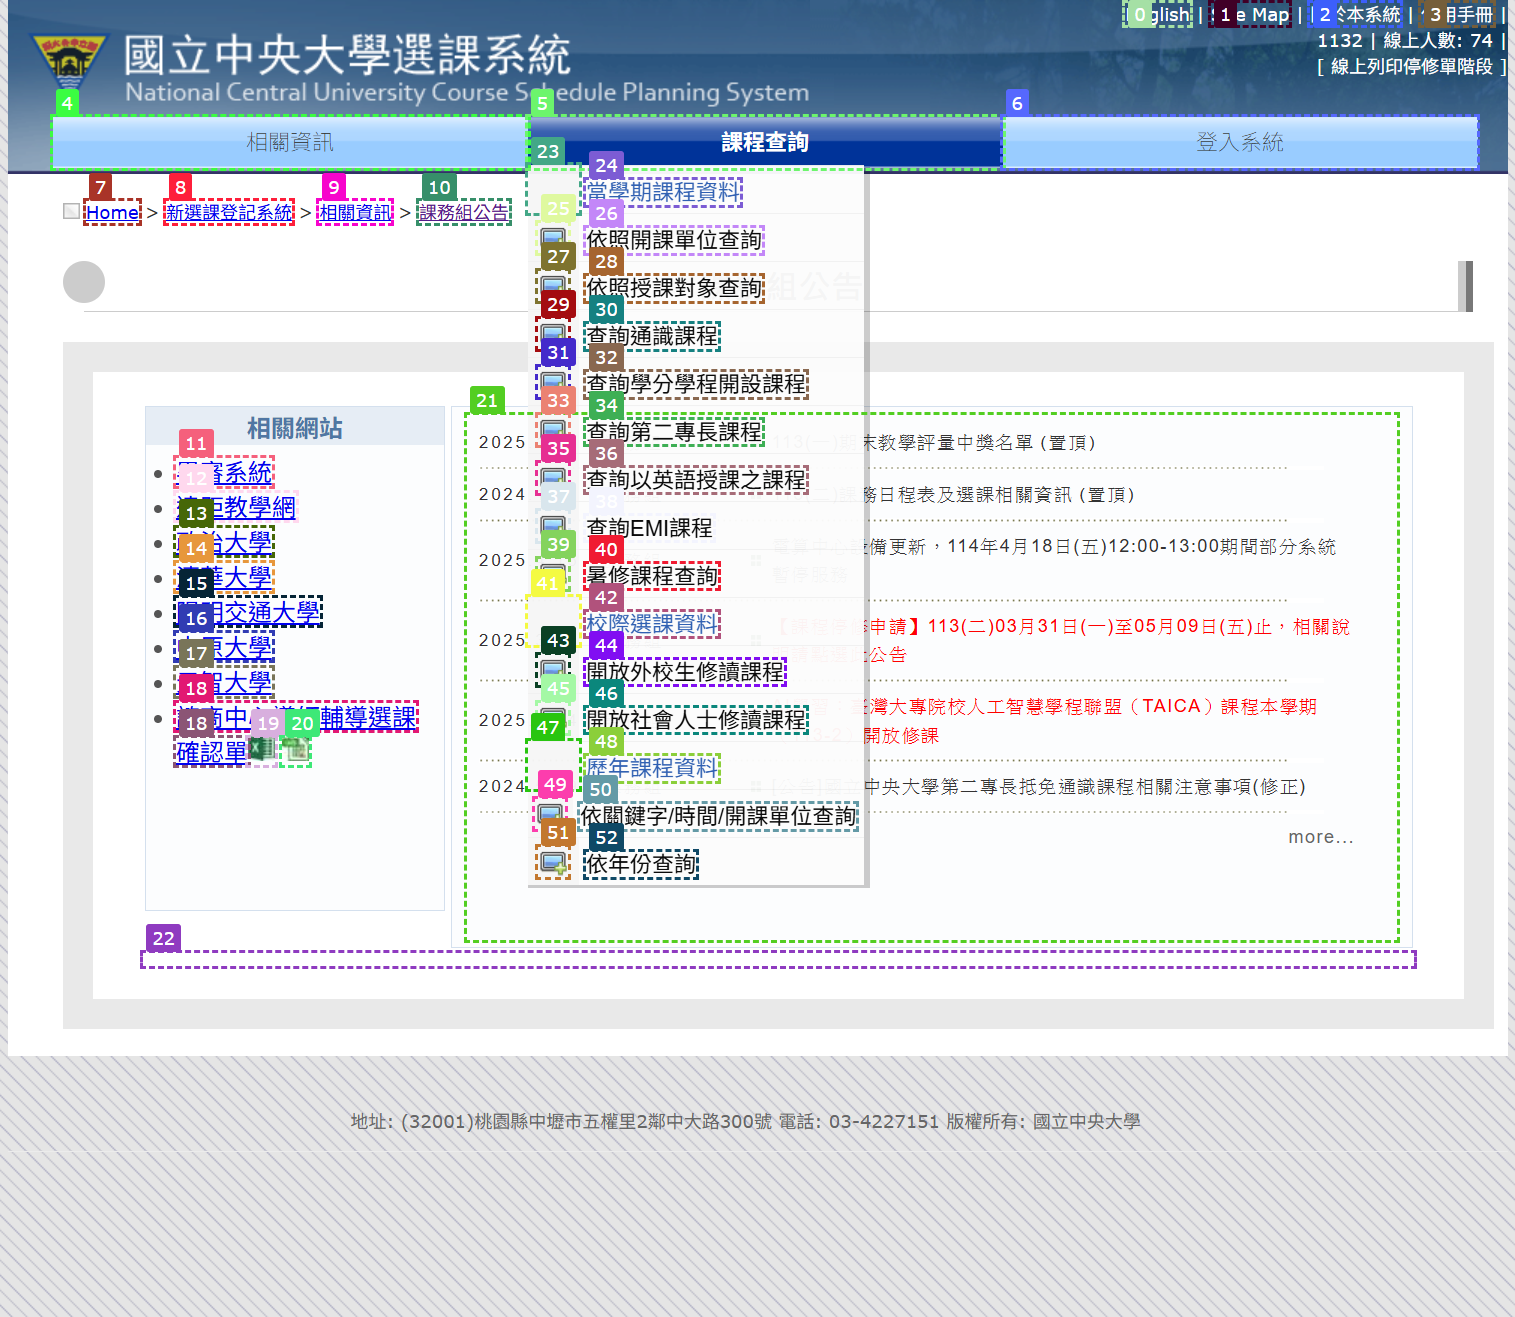 0 glish | 1 e Map | 2 於本系統 | 3 用手冊 |
1132 | 線上人數: 74 |
[ 線上列印停修單階段 ]
國立中央大學選課系統
National Central University Course Schedule Planning System
4 5 6
相關資訊 課程查詢 登入系統
23
24
當學期課程資料
7 8 9 10
Home > 新選課登記系統 > 相關資訊 > 課務組公告
25 26
依照開課單位查詢
27 28
依照授課對象查詢 組公告
29 30
查詢通識課程
31 32
查詢學分學程開設課程
33 34
查詢第二專長課程
35 36
查詢以英語授課之課程
37 38
查詢EMI課程
39 40
暑修課程查詢
41 42
校際選課資料
43 44
開放外校生修讀課程
45 46
開放社會人士修讀課程
47 48
歷年課程資料
49 50
依關鍵字/時間/開課單位查詢
51 52
依年份查詢
相關網站
11
系統
12
教學網
13
大學
14
大學
15
交通大學
16
大學
17
大學
18
輔導選課
18 19 20
確認單
21
2025 113(一)期末教學評量中獎名單 (置頂)
2024 務日程表及選課相關資訊 (置頂)
2025 備更新，114年4月18日(五)12:00-13:00期間部分系統
2025 申請】113(二)03月31日(一)至05月09日(五)止，相關說
公告
2025 灣大專院校人工智慧學程聯盟（TAICA）課程本學期
開放修課
2024 中央大學第二專長抵免通識課程相關注意事項(修正)
more...
22
地址: (32001)桃園縣中壢市五權里2鄰中大路300號 電話: 03-4227151 版權所有: 國立中央大學